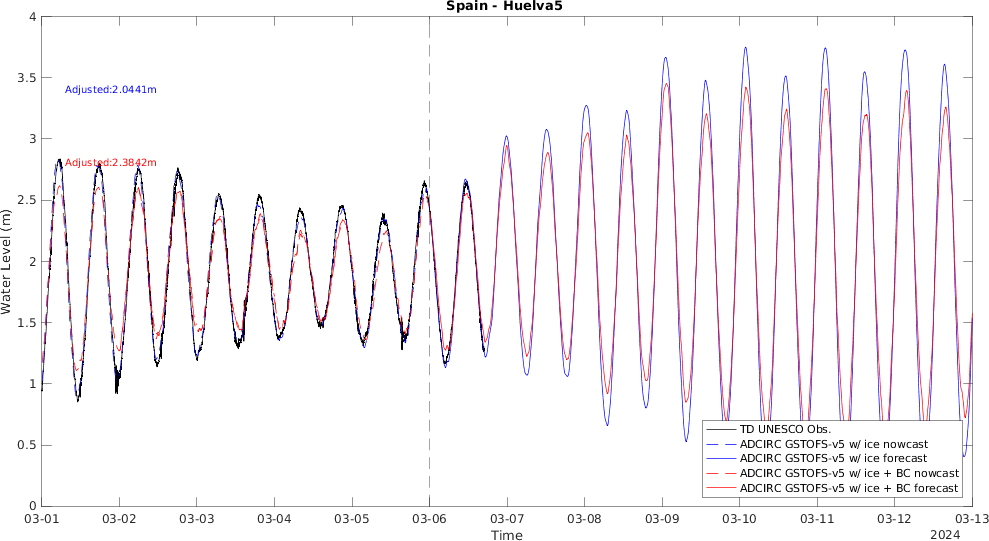 Spain - Huelva5
4
3.5
3
2.5
2
1.5
1
0.5
0
Water Level (m)
Adjusted:2.0441m
Adjusted:2.3842m
TD UNESCO Obs.
ADCIRC GSTOFS-v5 w/ ice nowcast
ADCIRC GSTOFS-v5 w/ ice forecast
ADCIRC GSTOFS-v5 w/ ice + BC nowcast
ADCIRC GSTOFS-v5 w/ ice + BC forecast
03-01 03-02 03-03 03-04 03-05 03-06 03-07 03-08 03-09 03-10 03-11 03-12 03-13
Time
2024